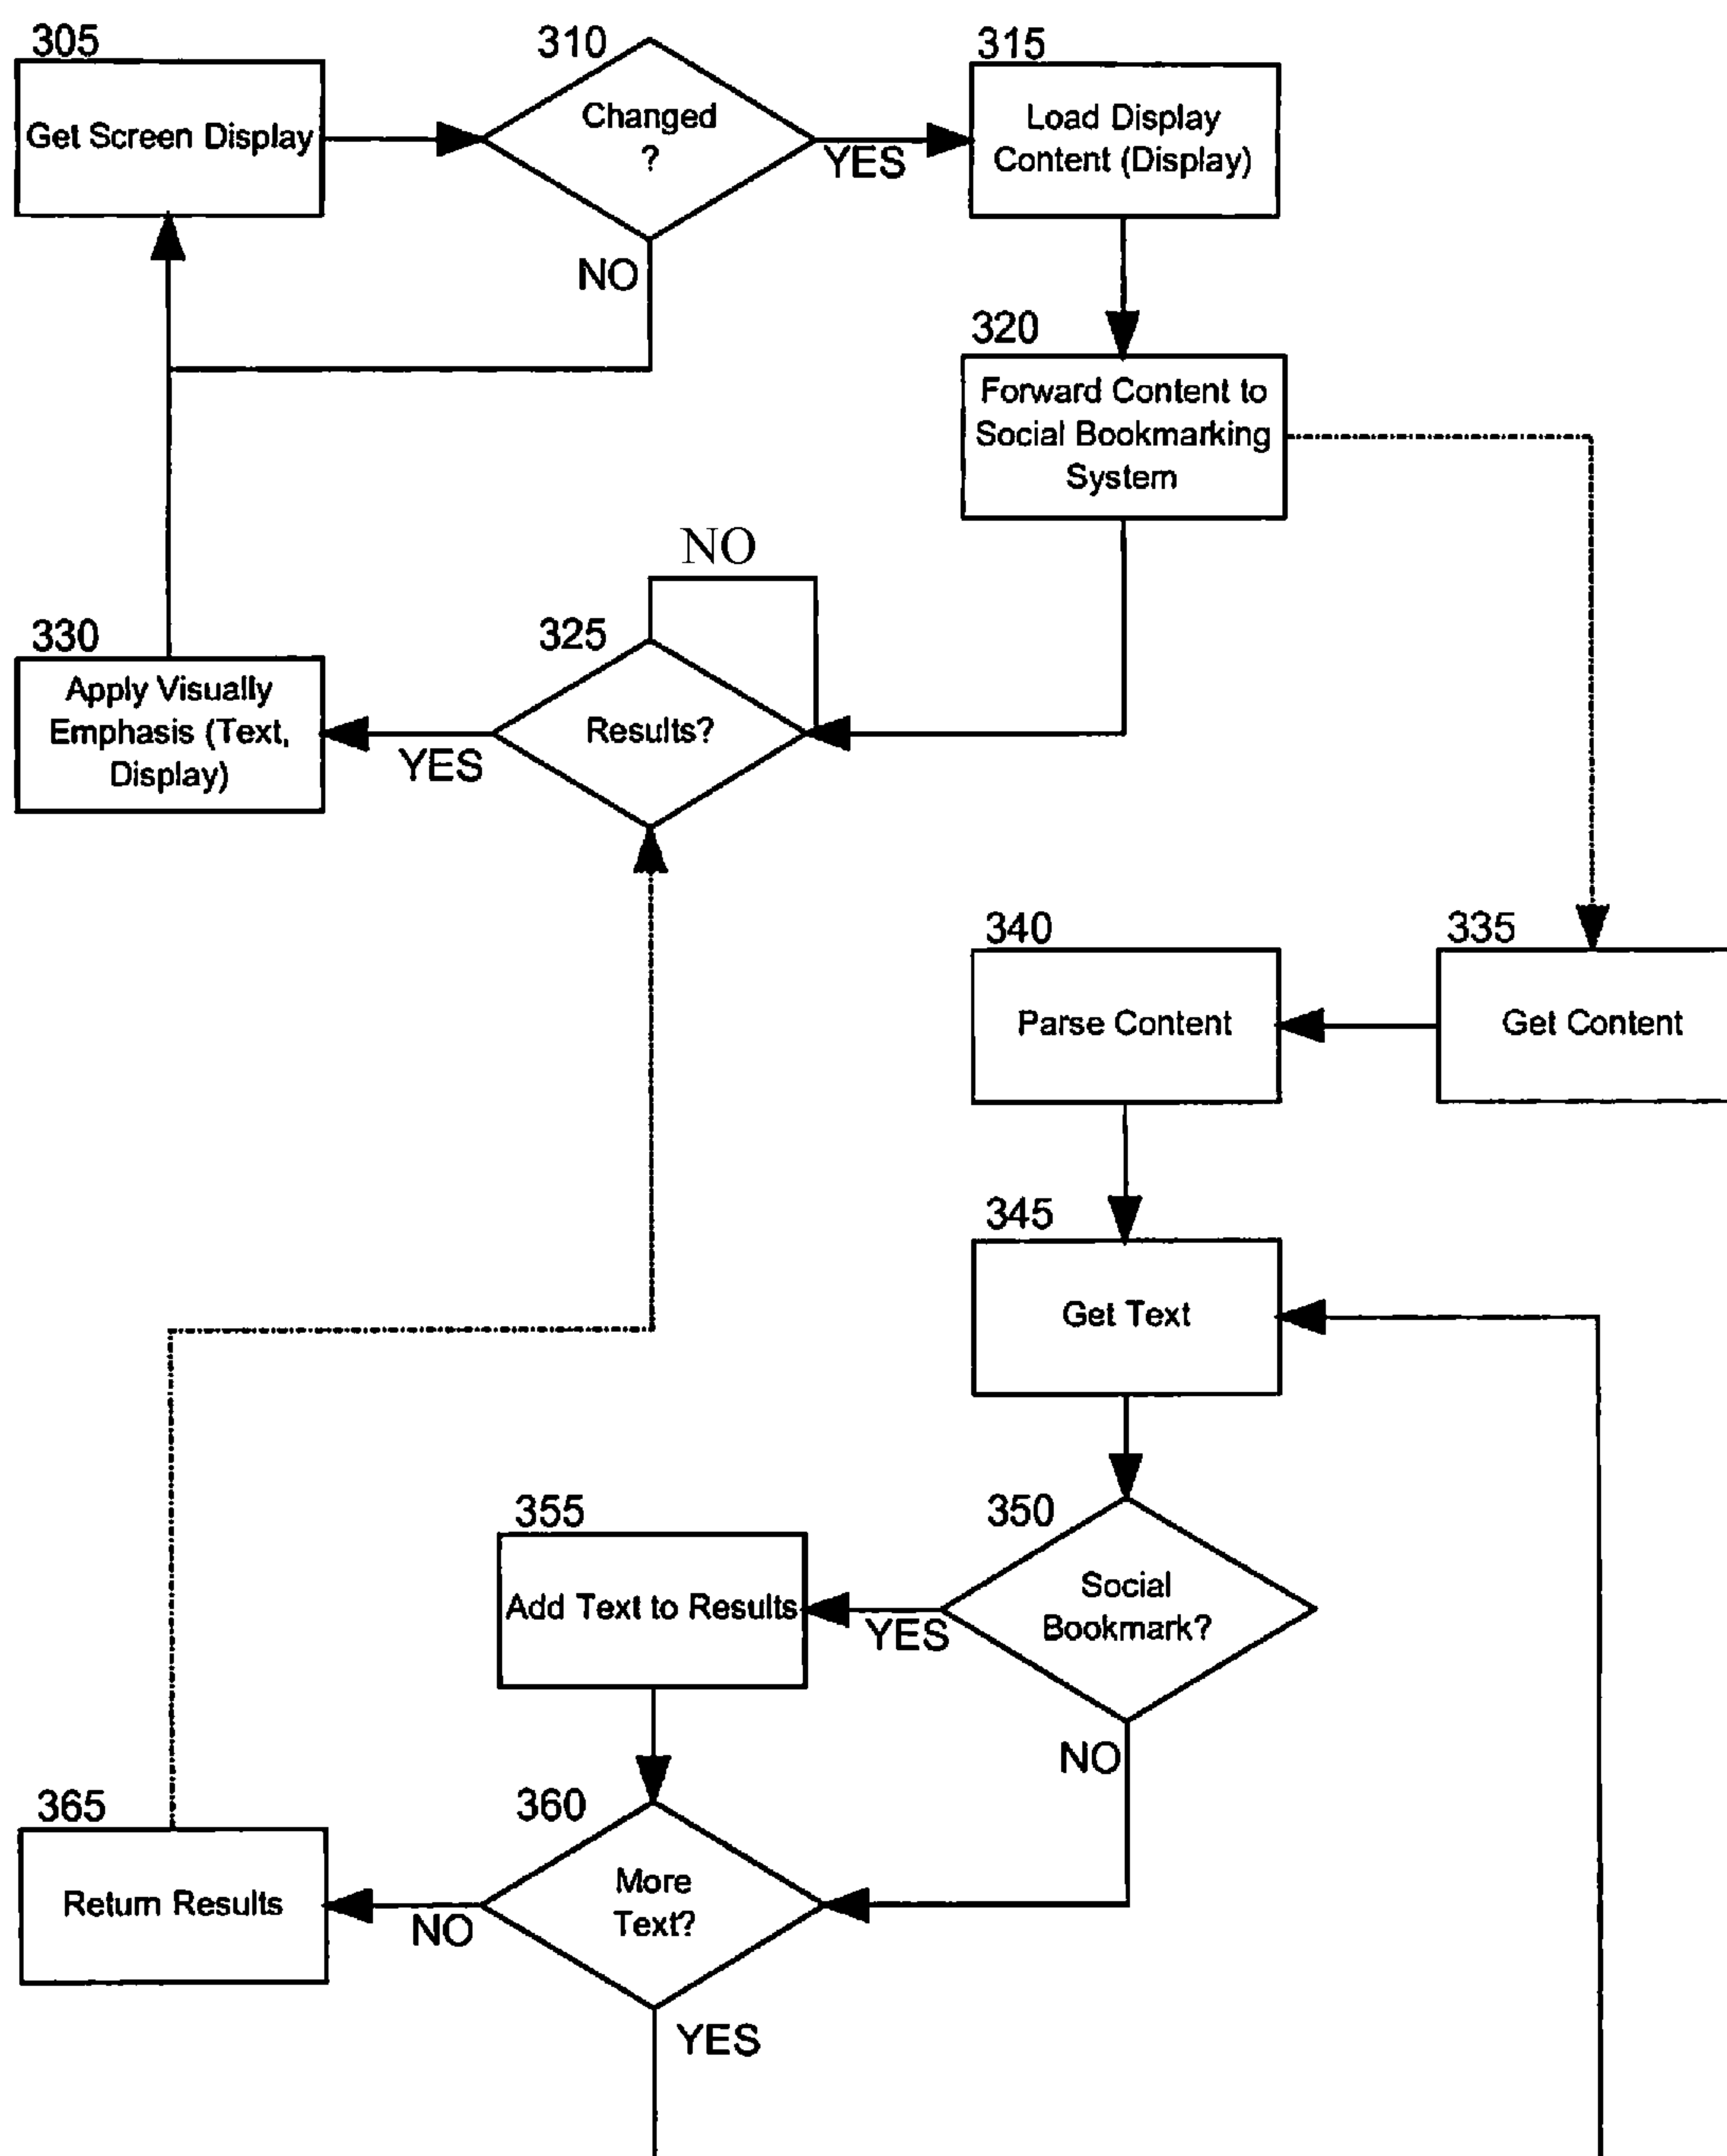 305
Get Screen Display
310
Changed
?
YES
NO
315
Load Display
Content (Display)
320
Forward Content to
Social Bookmarking
System
NO
325
Results?
YES
330
Apply Visually
Emphasis (Text,
Display)
335
Get Content
340
Parse Content
345
Get Text
350
Social
Bookmark?
YES
NO
355
Add Text to Results
360
More
Text?
NO
YES
365
Return Results